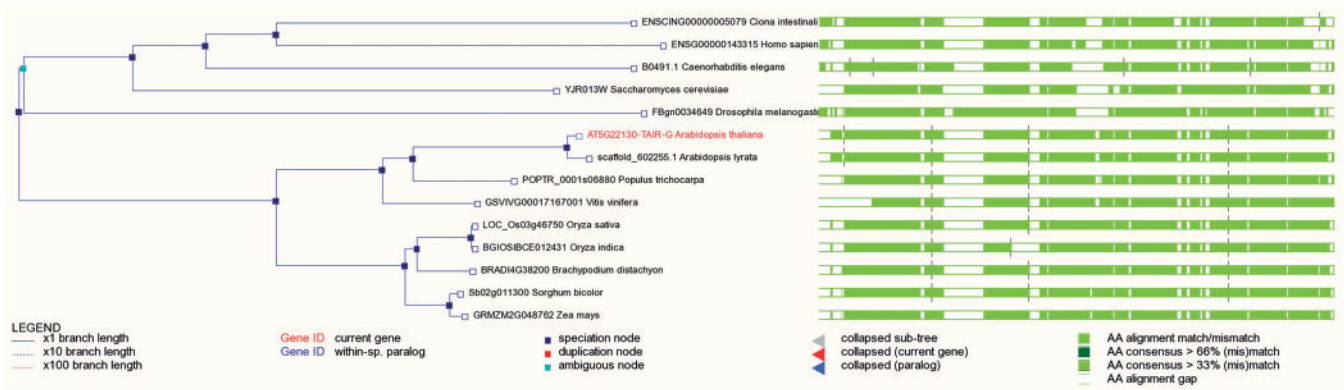 ENSCING00000005079 Ciona intestinali
ENSG00000143315 Homo sapien
B0491.1 Caenorhabditis elegans
YJR013W Saccharomyces cerevisiae
FBgn0034649 Drosophila melanogaste
AT5G22130-TAIR-G Arabidopsis thaliana
scaffold_602255.1 Arabidopsis lyrata
POPTR_0001s06880 Populus trichocarpa
GSVIVG00017167001 Vitis vinifera
LOC_Os03g46750 Oryza sativa
BGIOSIBCE012431 Oryza indica
BRADI4G38200 Brachypodium distachyon
Sb02g011300 Sorghum bicolor
GRMZM2G048762 Zea mays
LEGEND
x1 branch length
x10 branch length
x100 branch length
Gene ID current gene
Gene ID within-sp. paralog
speciation node
duplication node
ambiguous node
collapsed sub-tree
collapsed (current gene)
collapsed (paralog)
AA alignment match/mismatch
AA consensus > 66% (mis)match
AA consensus > 33% (mis)match
AA alignment gap